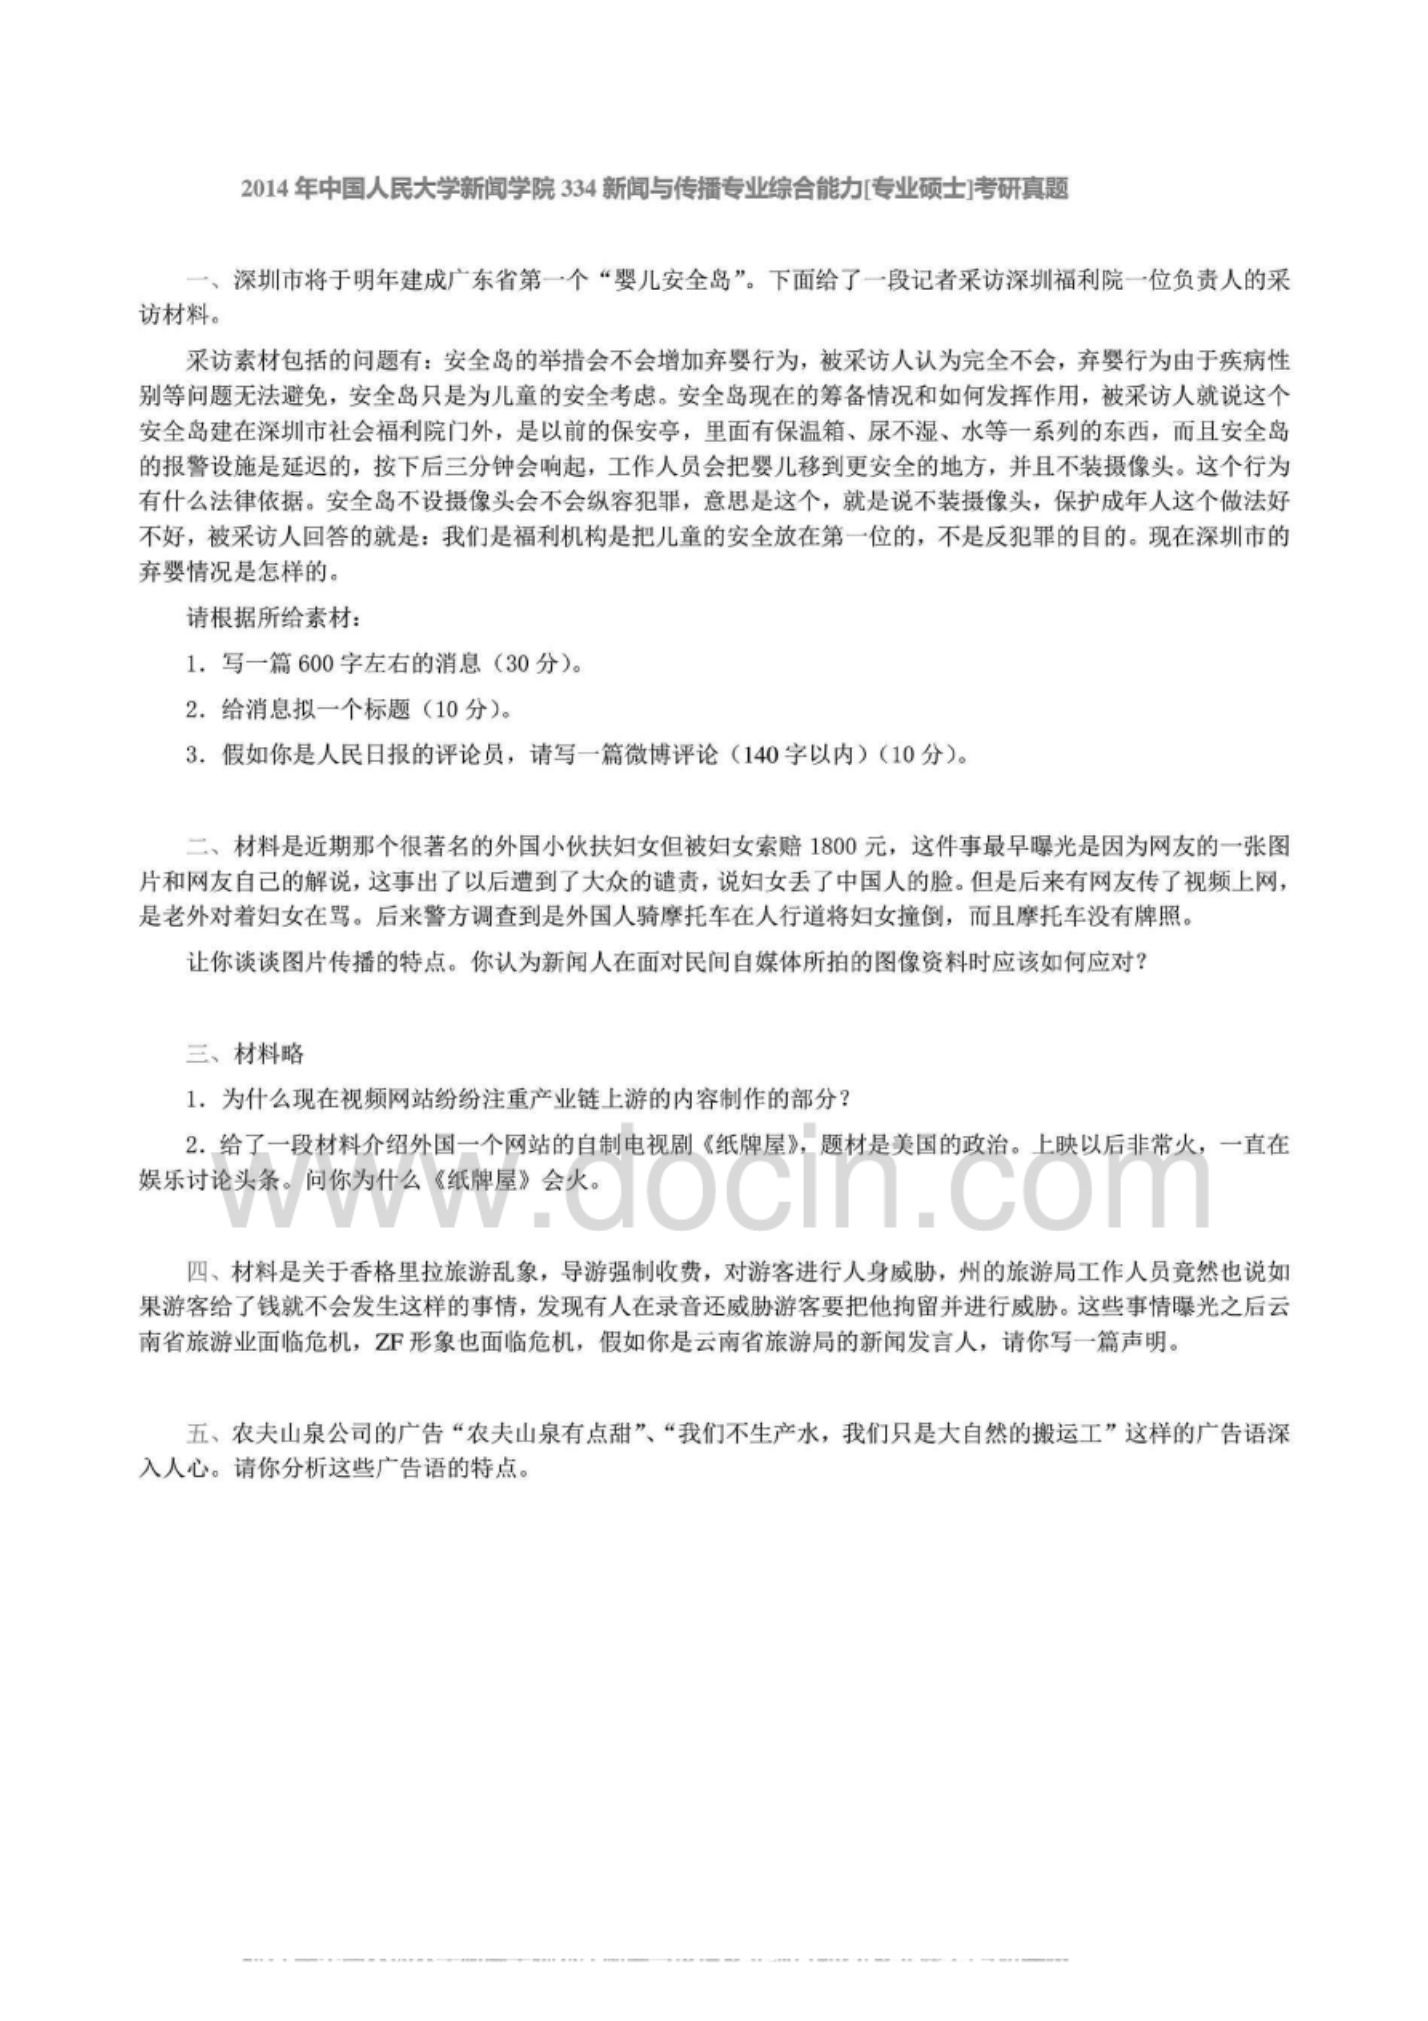 2014 年中国人民大学新闻学院 334 新闻与传播专业综合能力[专业硕士]考研真题
一、深圳市将于明年建成广东省第一个“婴儿安全岛”。下面给了一段记者采访深圳福利院一位负责人的采
访材料。
采访素材包括的问题有：安全岛的举措会不会增加弃婴行为，被采访人认为完全不会，弃婴行为由于疾病性
别等问题无法避免，安全岛只是为儿童的安全考虑。安全岛现在的筹备情况和如何发挥作用，被采访人就说这个
安全岛建在深圳市社会福利院门外，是以前的保安亭，里面有保温箱、尿不湿、水等一系列的东西，而且安全岛
的报警设施是延迟的，按下后三分钟会响起，工作人员会把婴儿移到更安全的地方，并且不装摄像头。这个行为
有什么法律依据。安全岛不设摄像头会不会纵容犯罪，意思是这个，就是说不装摄像头，保护成年人这个做法好
不好，被采访人回答的就是：我们是福利机构是把儿童的安全放在第一位的，不是反犯罪的目的。现在深圳市的
弃婴情况是怎样的。
请根据所给素材：
1．写一篇 600 字左右的消息（30 分）。
2．给消息拟一个标题（10 分）。
3．假如你是人民日报的评论员，请写一篇微博评论（140 字以内）（10 分）。
二、材料是近期那个很著名的外国小伙扶妇女但被妇女索赔 1800 元，这件事最早曝光是因为网友的一张图
片和网友自己的解说，这事出了以后遭到了大众的谴责，说妇女丢了中国人的脸。但是后来有网友传了视频上网，
是老外对着妇女在骂。后来警方调查到是外国人骑摩托车在人行道将妇女撞倒，而且摩托车没有牌照。
让你谈谈图片传播的特点。你认为新闻人在面对民间自媒体所拍的图像资料时应该如何应对？
三、材料略
1．为什么现在视频网站纷纷注重产业链上游的内容制作的部分？
2．给了一段材料介绍外国一个网站的自制电视剧《纸牌屋》，题材是美国的政治。上映以后非常火，一直在
娱乐讨论头条。问你为什么《纸牌屋》会火。
www.docin.com
四、材料是关于香格里拉旅游乱象，导游强制收费，对游客进行人身威胁，州的旅游局工作人员竟然也说如
果游客给了钱就不会发生这样的事情，发现有人在录音还威胁游客要把他拘留并进行威胁。这些事情曝光之后云
南省旅游业面临危机，ZF 形象也面临危机，假如你是云南省旅游局的新闻发言人，请你写一篇声明。
五、农夫山泉公司的广告“农夫山泉有点甜”、“我们不生产水，我们只是大自然的搬运工”这样的广告语深
入人心。请你分析这些广告语的特点。